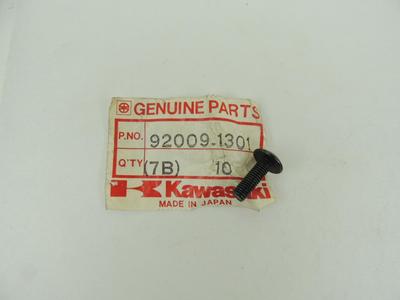 GENUINE PARTS
P.NO. 92009-1301
Q'TY (7B) 10
Kawasaki
MADE IN JAPAN